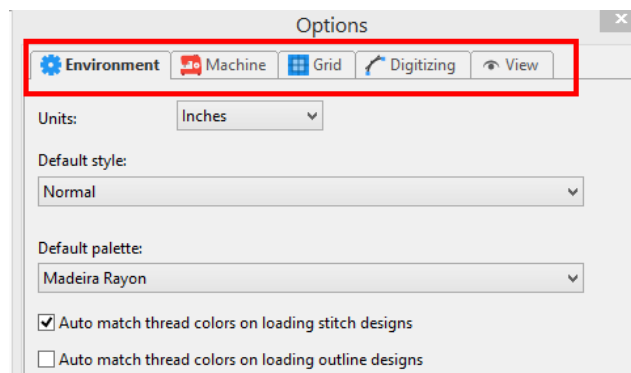 Options
Environment Machine Grid Digitizing View
Units: Inches
Default style:
Normal
Default palette:
Madeira Rayon
Auto match thread colors on loading stitch designs
Auto match thread colors on loading outline designs